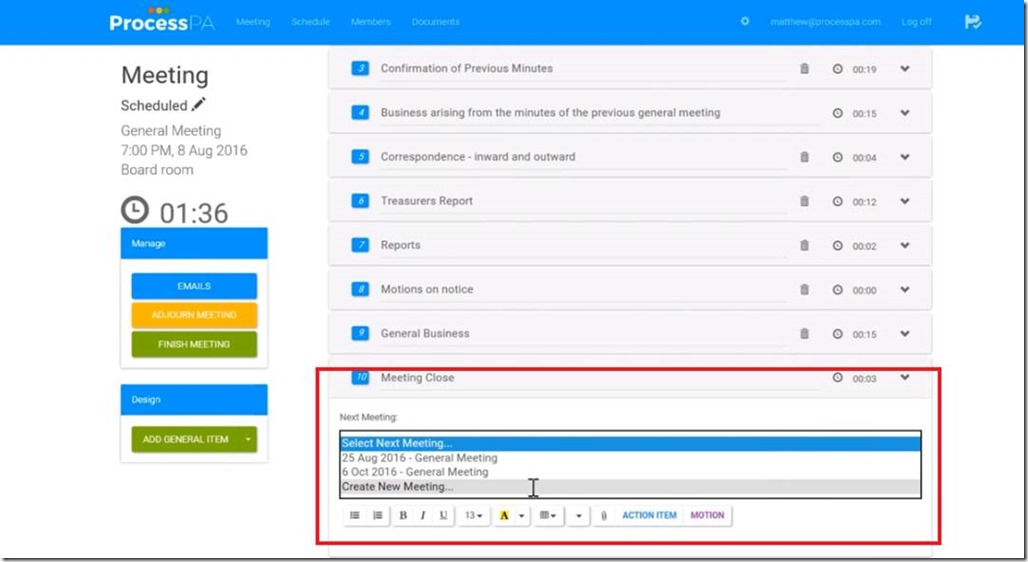 ProcessPA Meeting Schedule Members Documents matthew@processpa.com Log off
Meeting
Scheduled
General Meeting
7:00 PM, 8 Aug 2016
Board room
01:36
Manage
EMAILS
ADJOURN MEETING
FINISH MEETING
Design
ADD GENERAL ITEM
3 Confirmation of Previous Minutes 00:19
4 Business arising from the minutes of the previous general meeting 00:15
5 Correspondence - inward and outward 00:04
6 Treasurers Report 00:12
7 Reports 00:02
8 Motions on notice 00:00
9 General Business 00:15
10 Meeting Close 00:03
Next Meeting:
Select Next Meeting...
25 Aug 2016 - General Meeting
6 Oct 2016 - General Meeting
Create New Meeting...
B I U 13 A ACTION ITEM MOTION